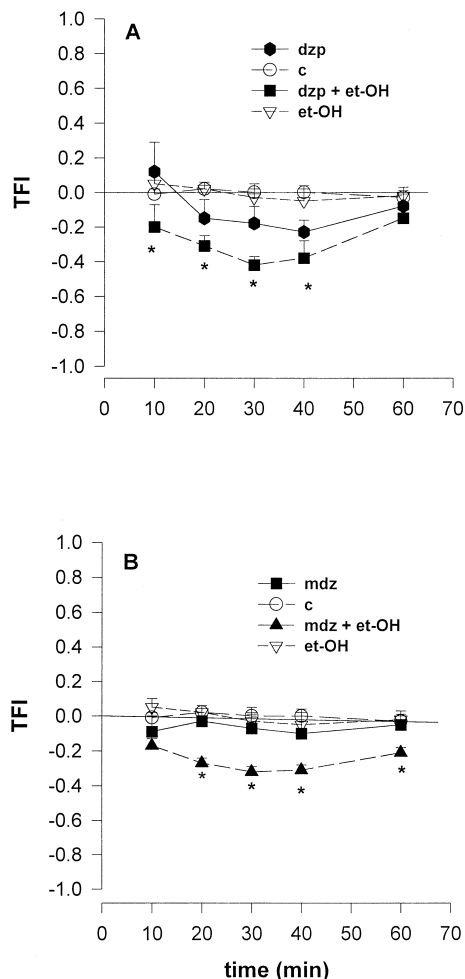 A
dzp
c
dzp + et-OH
et-OH
TFI
1.0
0.8
0.6
0.4
0.2
0.0
-0.2
-0.4
-0.6
-0.8
-1.0
* * * *
0 10 20 30 40 50 60 70
B
mdz
c
mdz + et-OH
et-OH
TFI
1.0
0.8
0.6
0.4
0.2
0.0
-0.2
-0.4
-0.6
-0.8
-1.0
* * * *
0 10 20 30 40 50 60 70
time (min)